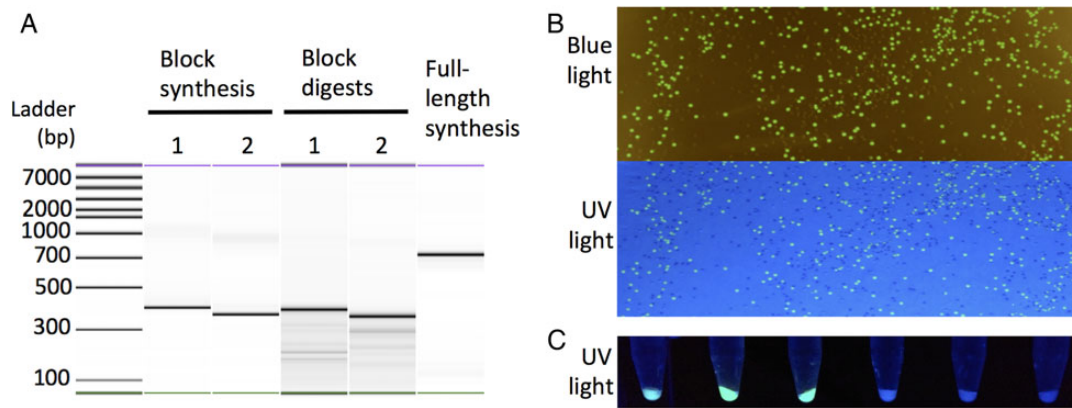 A
Block
synthesis
Block
digests
Full-
length
synthesis
Ladder
(bp)
1
2
1
2
7000
2000
1000
700
500
300
100
B
Blue
light
UV
light
C
UV
light